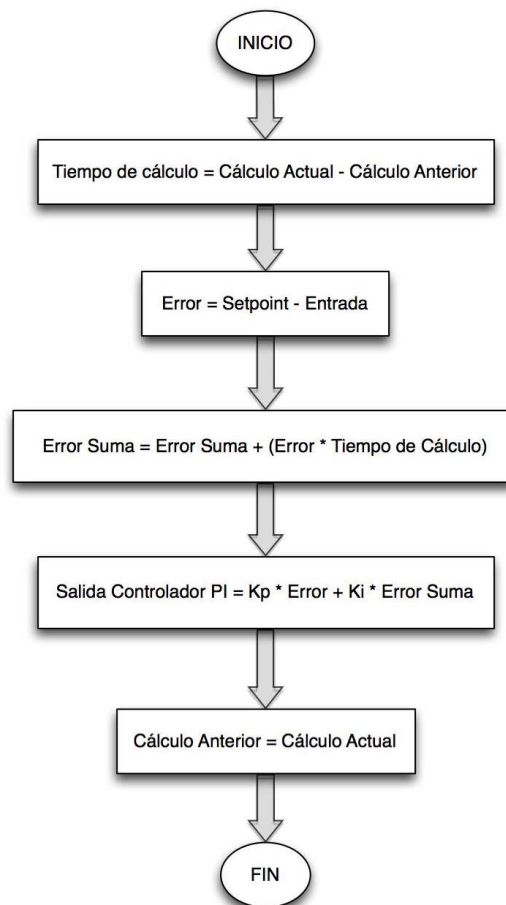 INICIO
Tiempo de cálculo = Cálculo Actual - Cálculo Anterior
Error = Setpoint - Entrada
Error Suma = Error Suma + (Error * Tiempo de Cálculo)
Salida Controlador PI = Kp * Error + Ki * Error Suma
Cálculo Anterior = Cálculo Actual
FIN